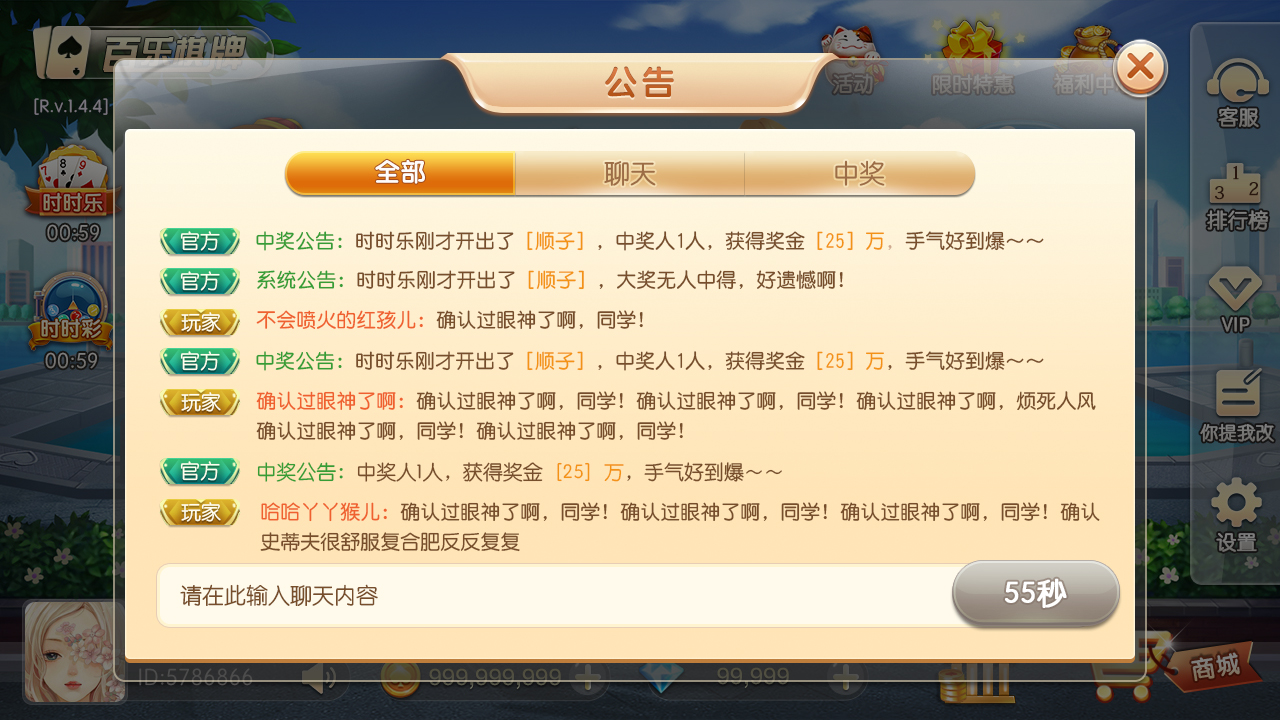 百乐棋牌
[R.v.1.4.4]
活动
限时特惠
福利中
公告
客服
全部
聊天
中奖
时时乐
00:59
排行榜
官方 中奖公告：时时乐刚才开出了［顺子］，中奖人1人，获得奖金［25］万，手气好到爆～～
官方 系统公告：时时乐刚才开出了［顺子］，大奖无人中得，好遗憾啊！
玩家 不会喷火的红孩儿：确认过眼神了啊，同学！
时时彩
VIP
官方 中奖公告：时时乐刚才开出了［顺子］，中奖人1人，获得奖金［25］万，手气好到爆～～
00:59
玩家 确认过眼神了啊：确认过眼神了啊，同学！确认过眼神了啊，同学！确认过眼神了啊，烦死人风
确认过眼神了啊，同学！确认过眼神了啊，同学！
你提我改
官方 中奖公告：中奖人1人，获得奖金［25］万，手气好到爆～～
玩家 哈哈丫丫猴儿：确认过眼神了啊，同学！确认过眼神了啊，同学！确认过眼神了啊，同学！确认
史蒂夫很舒服复合肥反反复复
设置
请在此输入聊天内容
55秒
ID:5786866
999,999,999
99,999
商城